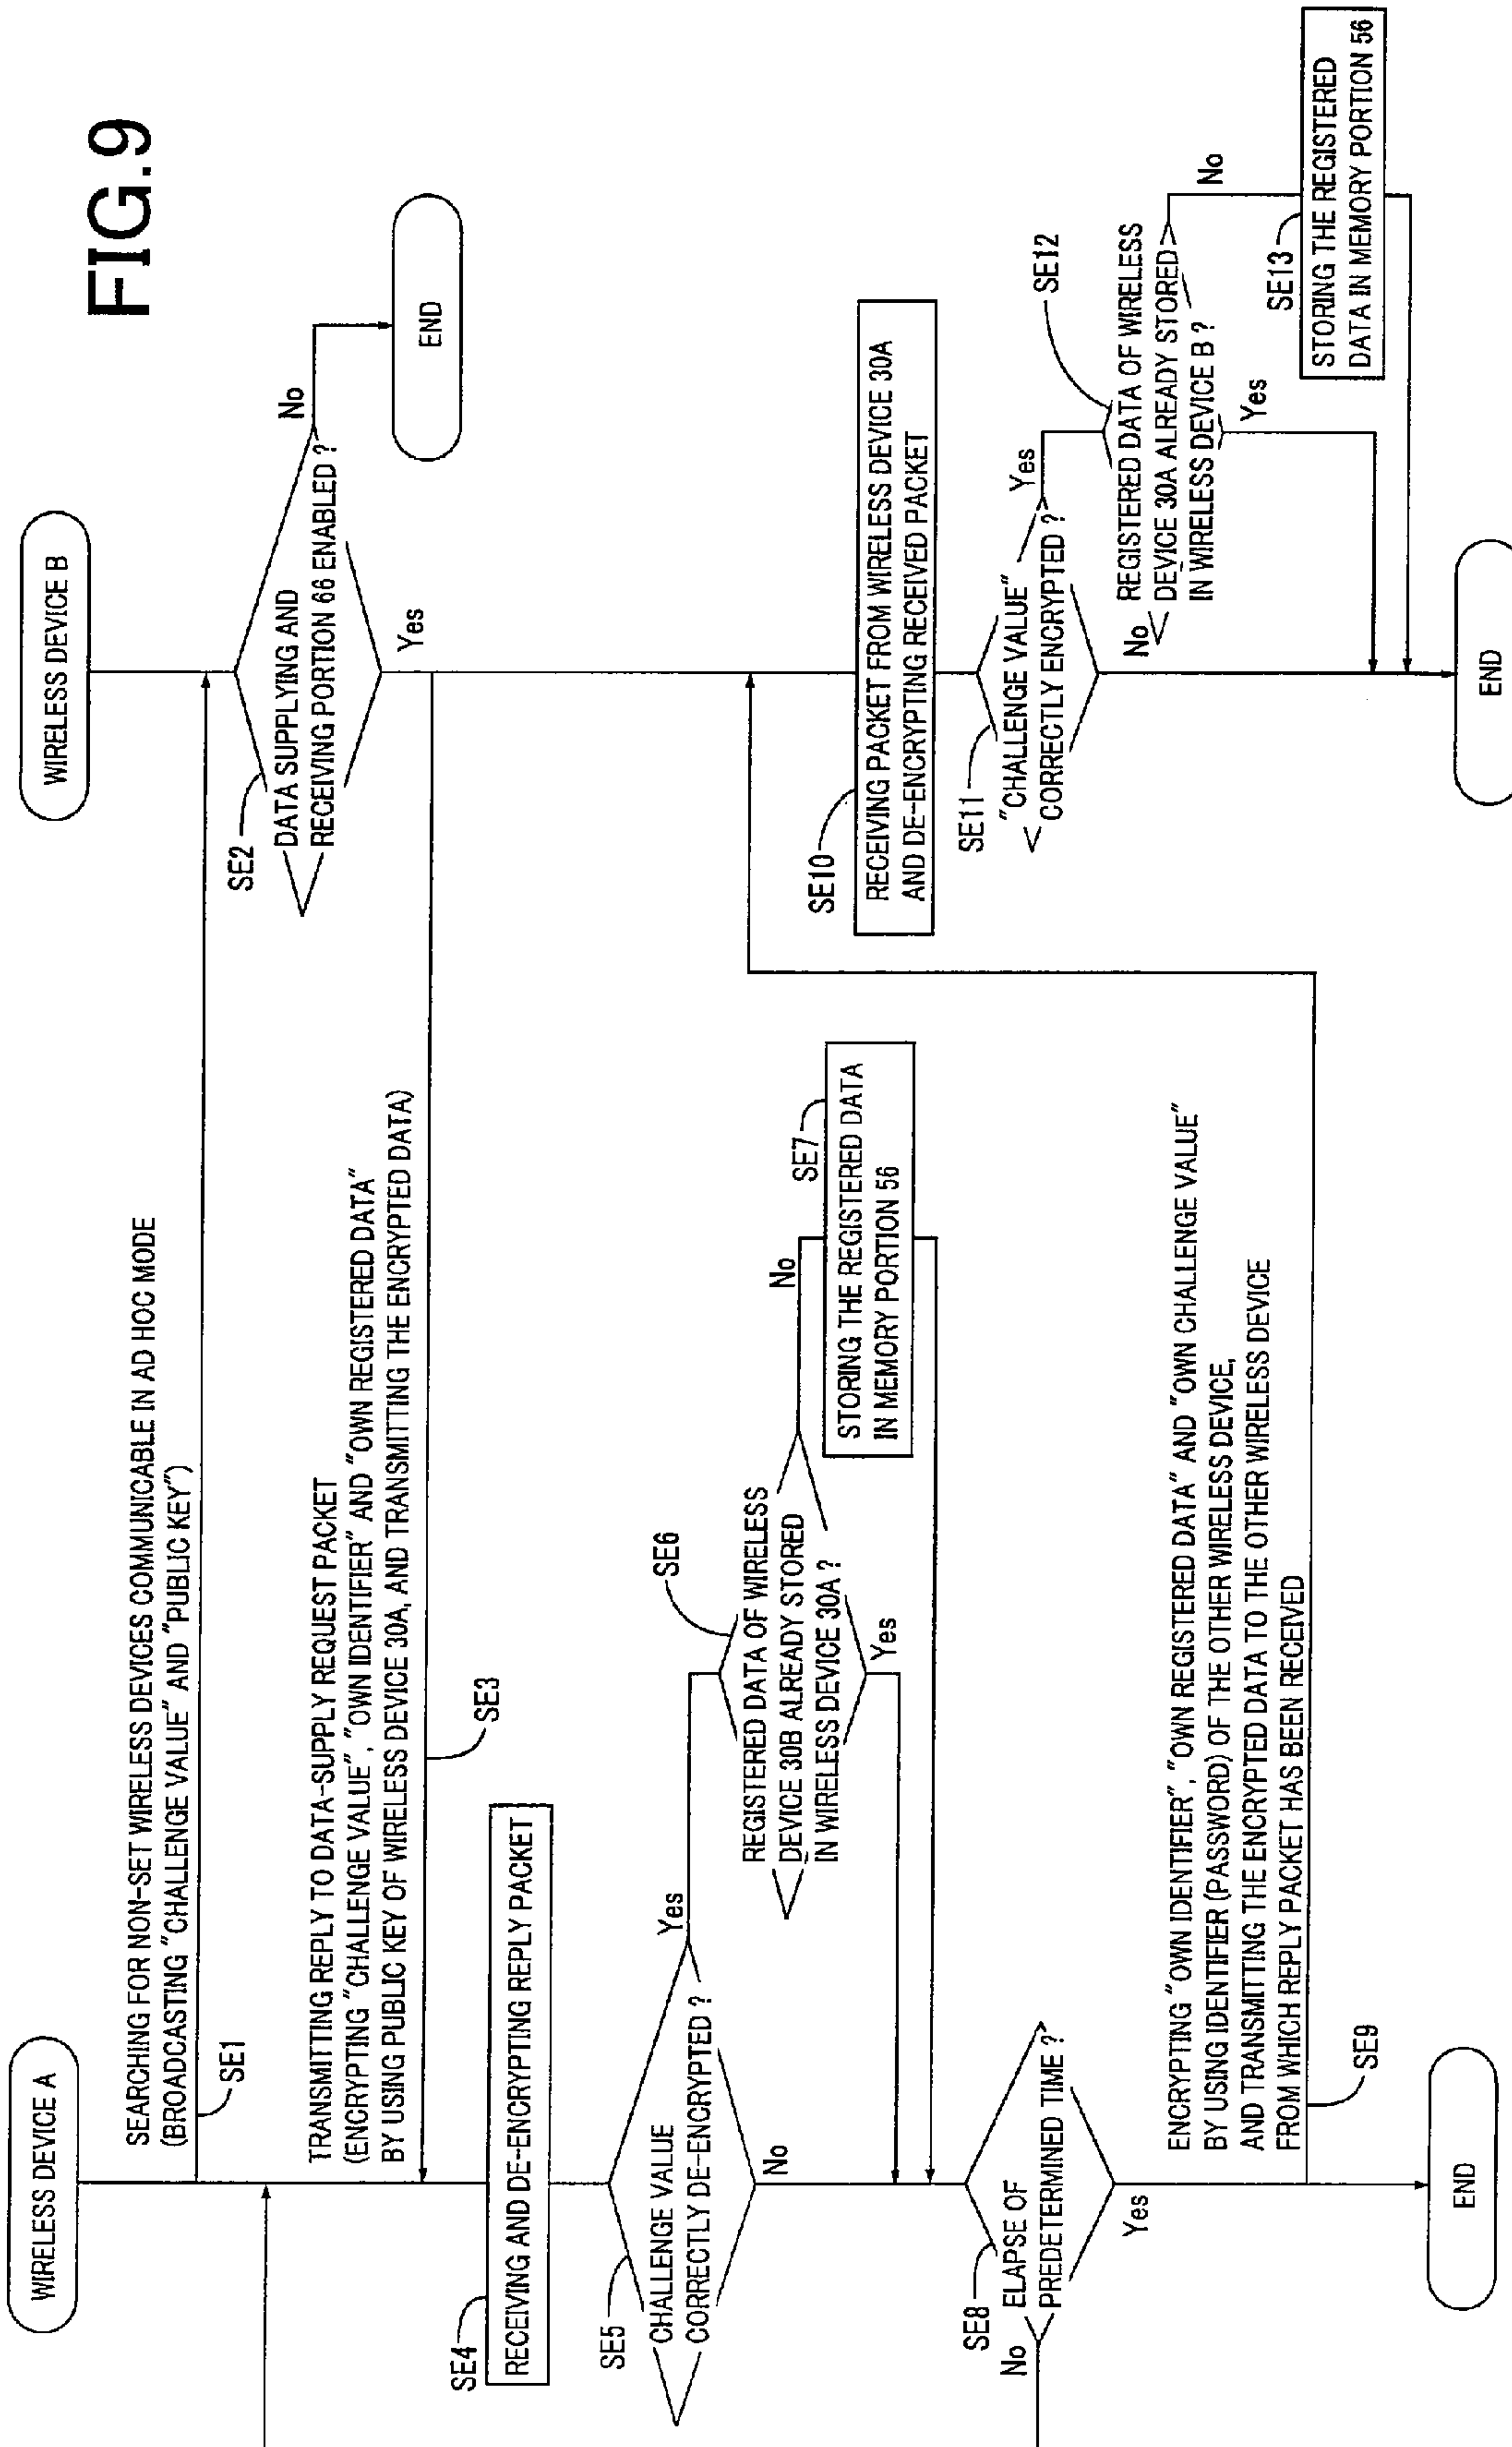 FIG.9
WIRELESS DEVICE A
WIRELESS DEVICE B
SEARCHING FOR NON-SET WIRELESS DEVICES COMMUNICABLE IN AD HOC MODE
(BROADCASTING "CHALLENGE VALUE" AND "PUBLIC KEY")
SE1
SE2
DATA SUPPLYING AND
RECEIVING PORTION 66 ENABLED ?
No
Yes
END
TRANSMITTING REPLY TO DATA-SUPPLY REQUEST PACKET
(ENCRYPTING "CHALLENGE VALUE", "OWN IDENTIFIER" AND "OWN REGISTERED DATA"
BY USING PUBLIC KEY OF WIRELESS DEVICE 30A, AND TRANSMITTING THE ENCRYPTED DATA)
SE3
SE4
RECEIVING AND DE-ENCRYPTING REPLY PACKET
SE5
CHALLENGE VALUE
CORRECTLY DE-ENCRYPTED ?
Yes
No
SE6
REGISTERED DATA OF WIRELESS
DEVICE 30B ALREADY STORED
IN WIRELESS DEVICE 30A ?
No
Yes
SE7
STORING THE REGISTERED DATA
IN MEMORY PORTION 56
SE8
ELAPSE OF
PREDETERMINED TIME ?
No
Yes
ENCRYPTING "OWN IDENTIFIER", "OWN REGISTERED DATA" AND "OWN CHALLENGE VALUE"
BY USING IDENTIFIER (PASSWORD) OF THE OTHER WIRELESS DEVICE,
AND TRANSMITTING THE ENCRYPTED DATA TO THE OTHER WIRELESS DEVICE
FROM WHICH REPLY PACKET HAS BEEN RECEIVED
SE9
END
SE10
RECEIVING PACKET FROM WIRELESS DEVICE 30A
AND DE-ENCRYPTING RECEIVED PACKET
SE11
"CHALLENGE VALUE"
CORRECTLY ENCRYPTED ?
Yes
No
SE12
REGISTERED DATA OF WIRELESS
DEVICE 30A ALREADY STORED
IN WIRELESS DEVICE B ?
No
Yes
SE13
STORING THE REGISTERED
DATA IN MEMORY PORTION 56
END